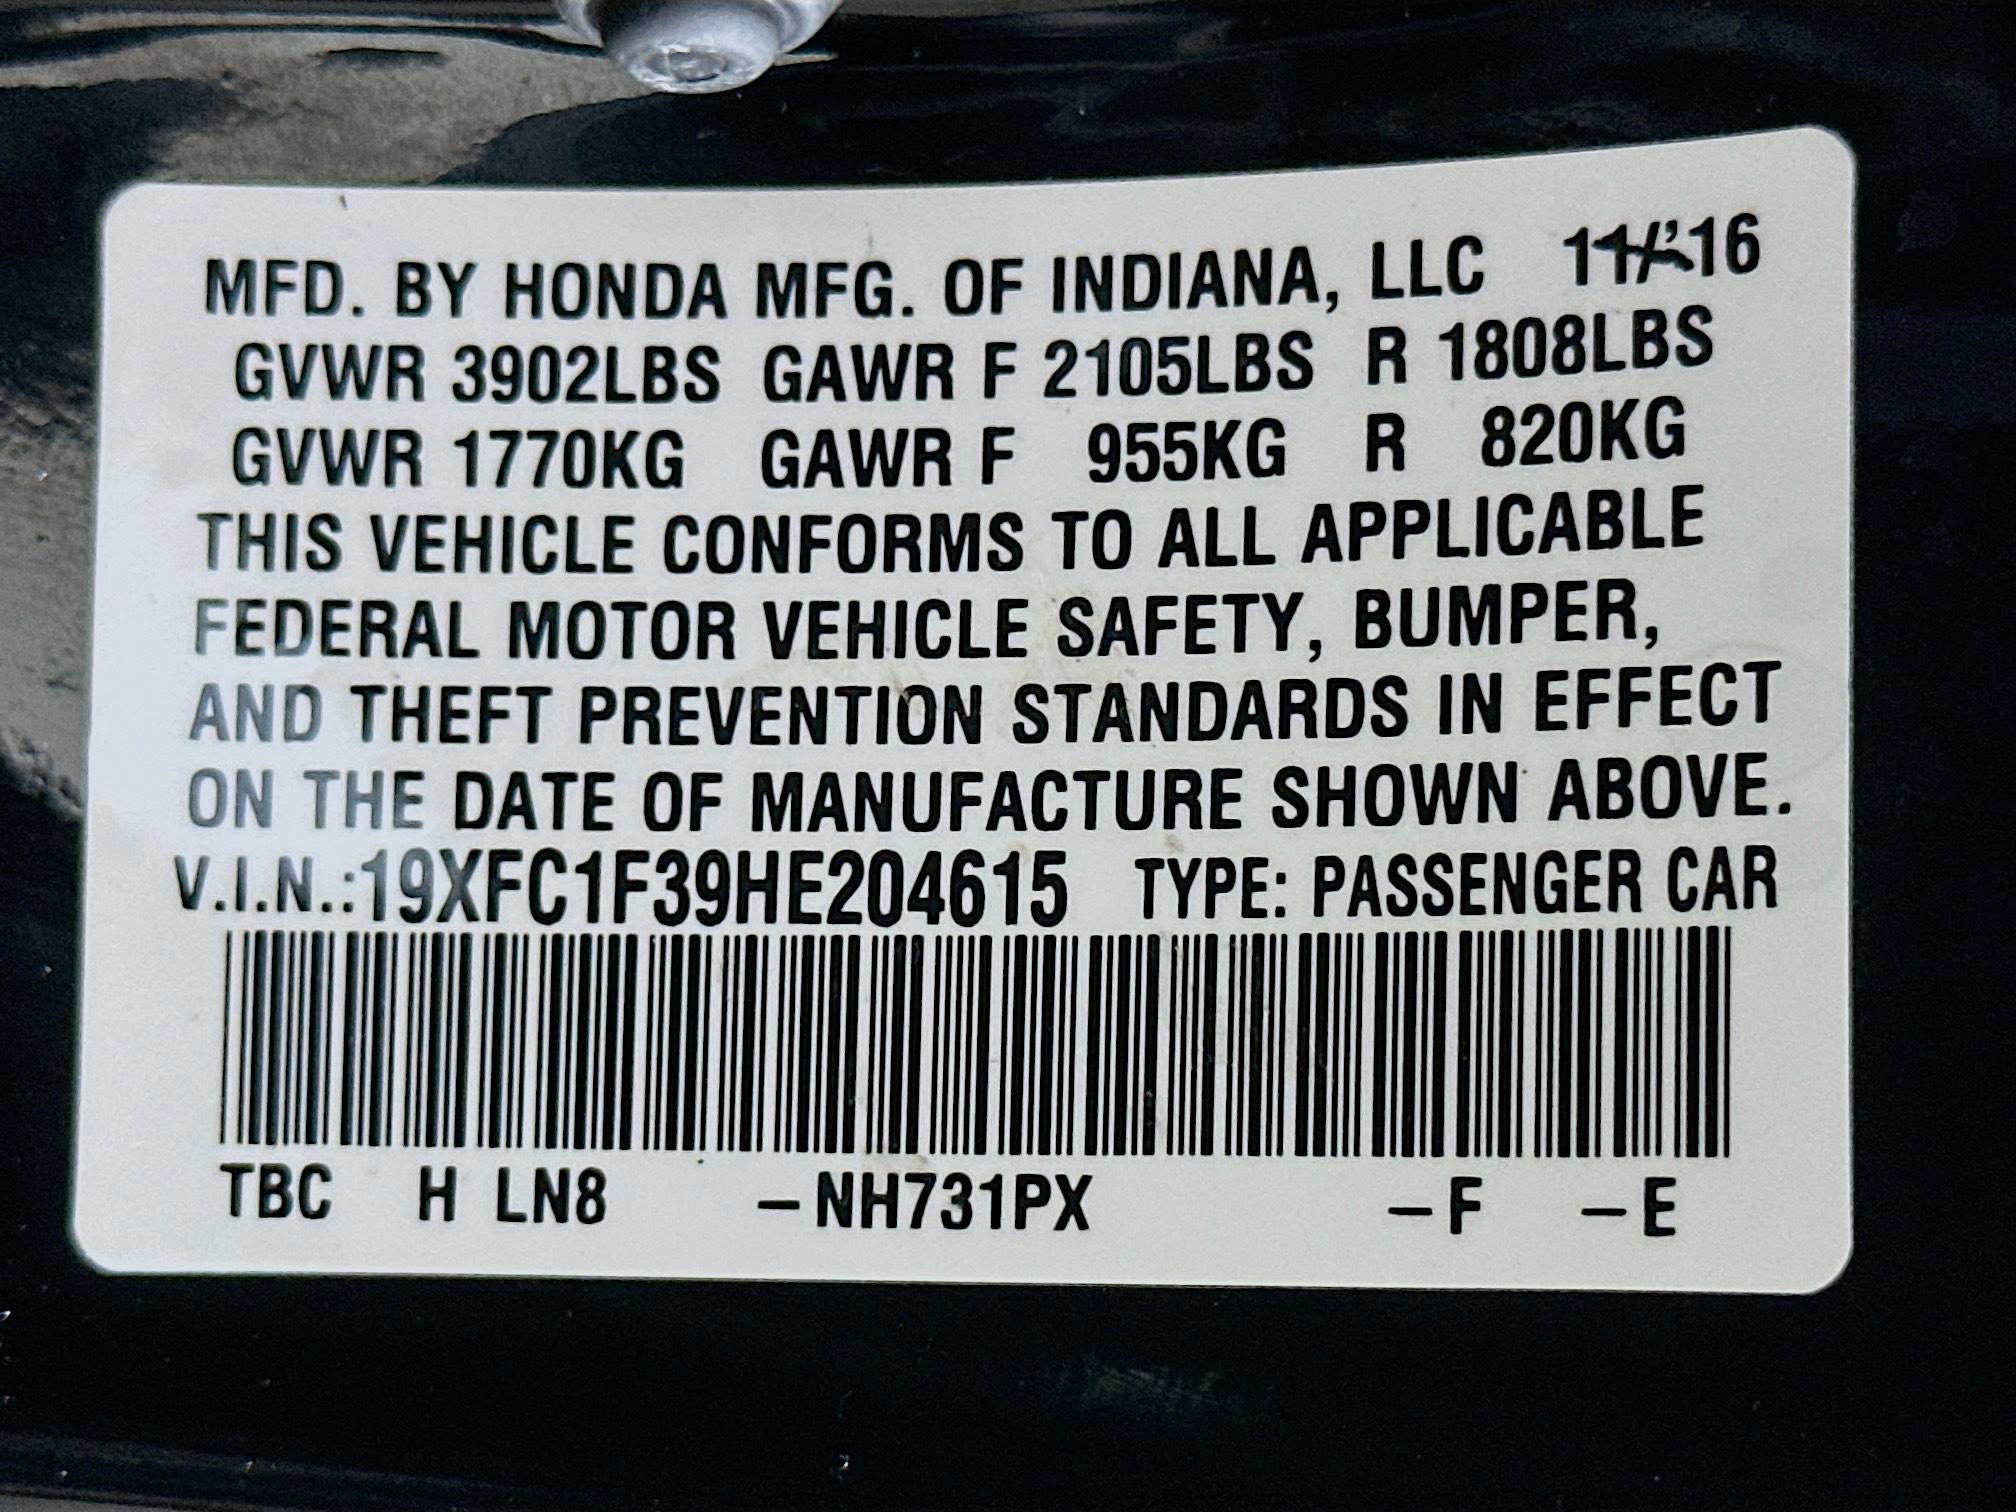 MFD. BY HONDA MFG. OF INDIANA, LLC 11/16
GVWR 3902LBS GAWR F 2105LBS R 1808LBS
GVWR 1770KG GAWR F 955KG R 820KG
THIS VEHICLE CONFORMS TO ALL APPLICABLE
FEDERAL MOTOR VEHICLE SAFETY, BUMPER,
AND THEFT PREVENTION STANDARDS IN EFFECT
ON THE DATE OF MANUFACTURE SHOWN ABOVE.
V.I.N.:19XFC1F39HE204615 TYPE: PASSENGER CAR
TBC H LN8 –NH731PX –F –E